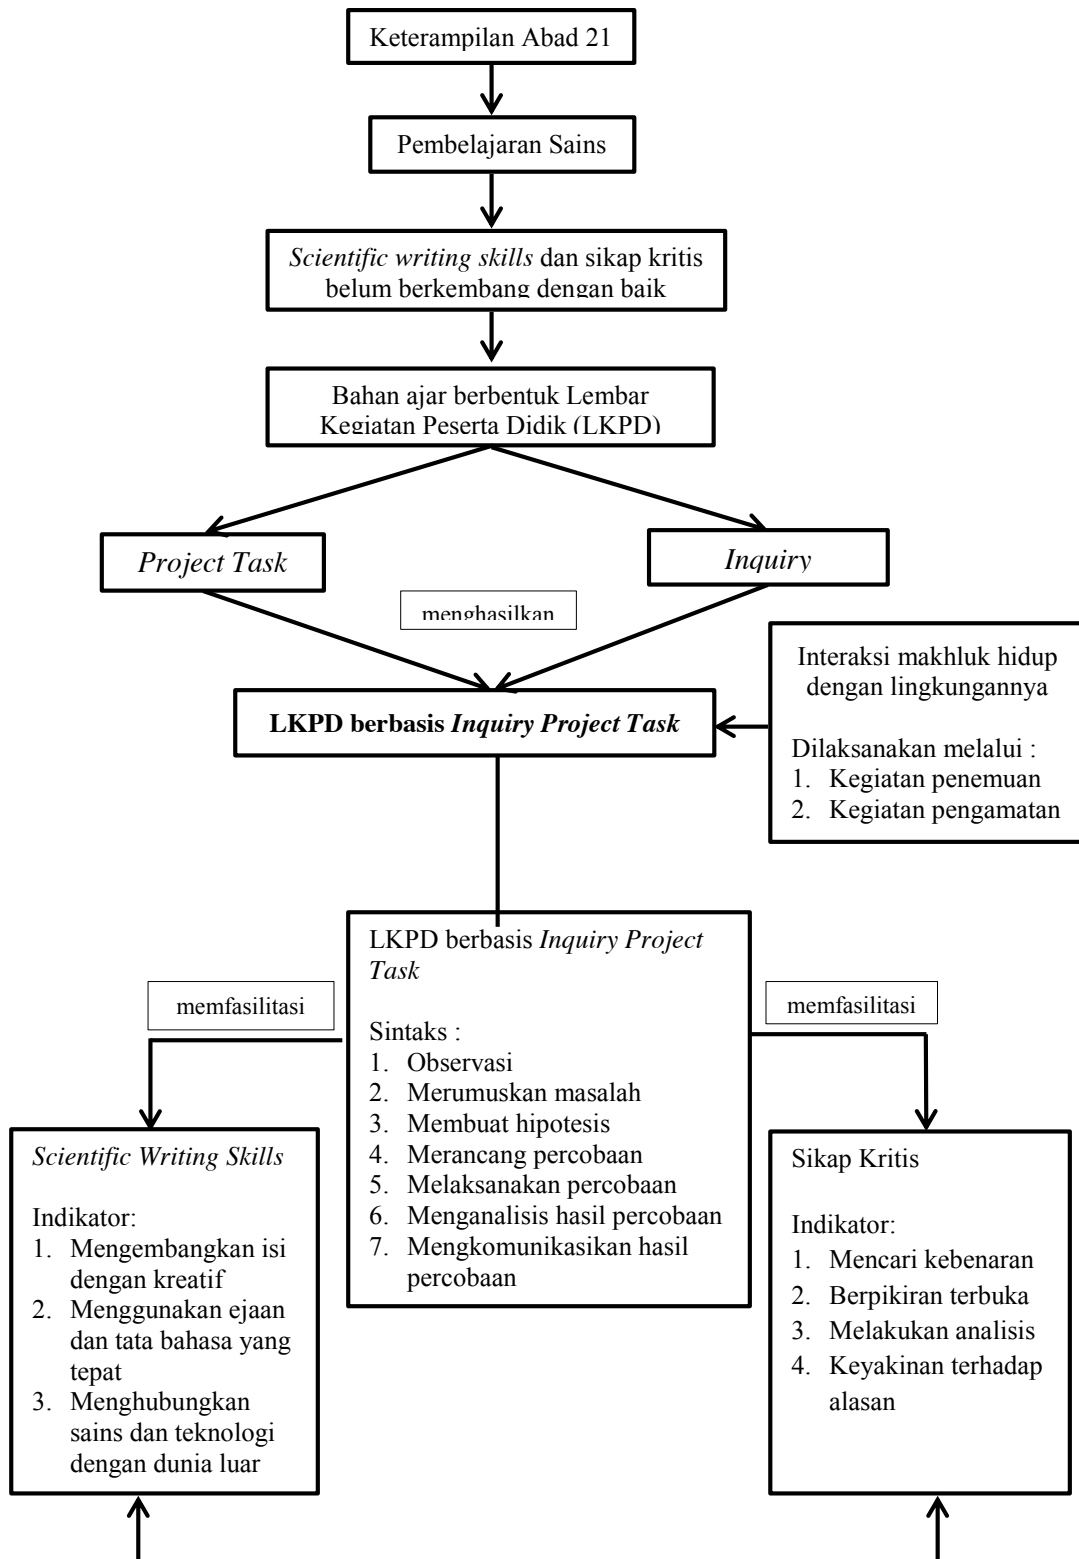 Keterampilan Abad 21
Pembelajaran Sains
Scientific writing skills dan sikap kritis
belum berkembang dengan baik
Bahan ajar berbentuk Lembar
Kegiatan Peserta Didik (LKPD)
Project Task
Inquiry
menghasilkan
Interaksi makhluk hidup
dengan lingkungannya
Dilaksanakan melalui :
1. Kegiatan penemuan
2. Kegiatan pengamatan
LKPD berbasis Inquiry Project Task
LKPD berbasis Inquiry Project
Task
Sintaks :
1. Observasi
2. Merumuskan masalah
3. Membuat hipotesis
4. Merancang percobaan
5. Melaksanakan percobaan
6. Menganalisis hasil percobaan
7. Mengkomunikasikan hasil
percobaan
memfasilitasi
memfasilitasi
Scientific Writing Skills
Indikator:
1. Mengembangkan isi
dengan kreatif
2. Menggunakan ejaan
dan tata bahasa yang
tepat
3. Menghubungkan
sains dan teknologi
dengan dunia luar
Sikap Kritis
Indikator:
1. Mencari kebenaran
2. Berpikiran terbuka
3. Melakukan analisis
4. Keyakinan terhadap
alasan